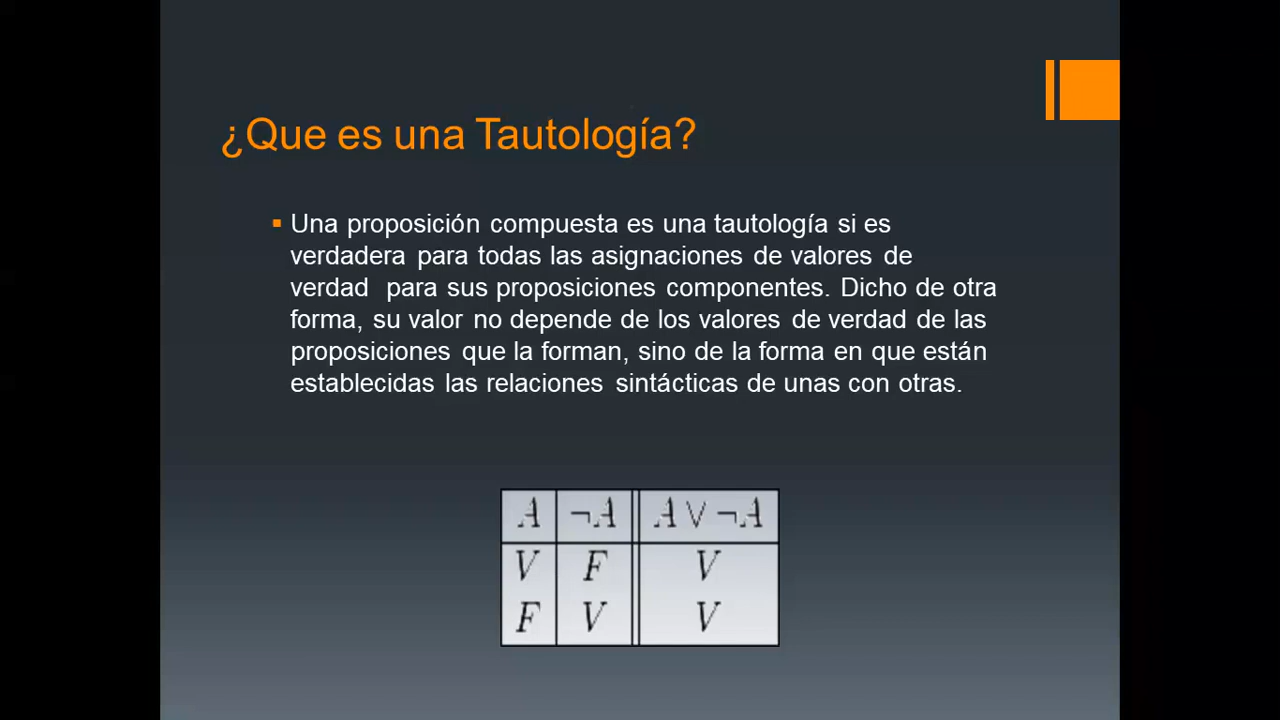 ¿Que es una Tautología?
Una proposición compuesta es una tautología si es
verdadera para todas las asignaciones de valores de
verdad para sus proposiciones componentes. Dicho de otra
forma, su valor no depende de los valores de verdad de las
proposiciones que la forman, sino de la forma en que están
establecidas las relaciones sintácticas de unas con otras.
A ¬A A ∨ ¬A
V F V
F V V